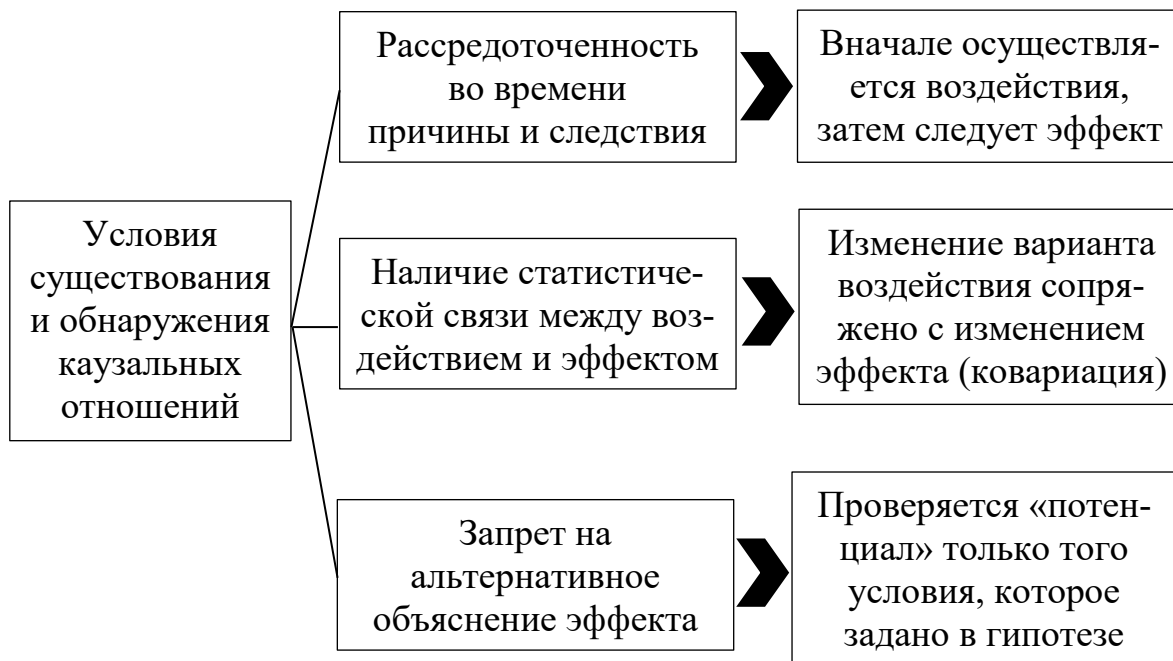 Рассредоточенность
во времени
причины и следствия
Вначале осуществля-
ется воздействия,
затем следует эффект
Условия
существования
и обнаружения
каузальных
отношений
Наличие статистиче-
ской связи между воз-
действием и эффектом
Изменение варианта
воздействия сопря-
жено с изменением
эффекта (ковариация)
Запрет на
альтернативное
объяснение эффекта
Проверяется «потен-
циал» только того
условия, которое
задано в гипотезе